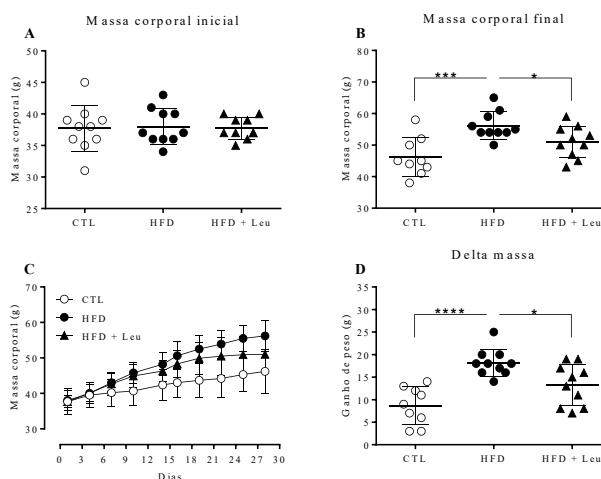 Massa corporal inicial
A
50
45
40
35
30
25
Massa corporal (g)
CTL HFD HFD + Leu
Massa corporal final
B
80
70
60
50
40
30
Massa corporal (g)
*** *
CTL HFD HFD + Leu
C
CTL
HFD
HFD + Leu
70
60
50
40
30
Massa corporal (g)
0 2 4 6 8 10 12 14 16 18 20 22 24 26 28 30
Dias
Delta massa
D
35
30
25
20
15
10
5
0
Ganho de peso (g)
**** *
CTL HFD HFD + Leu